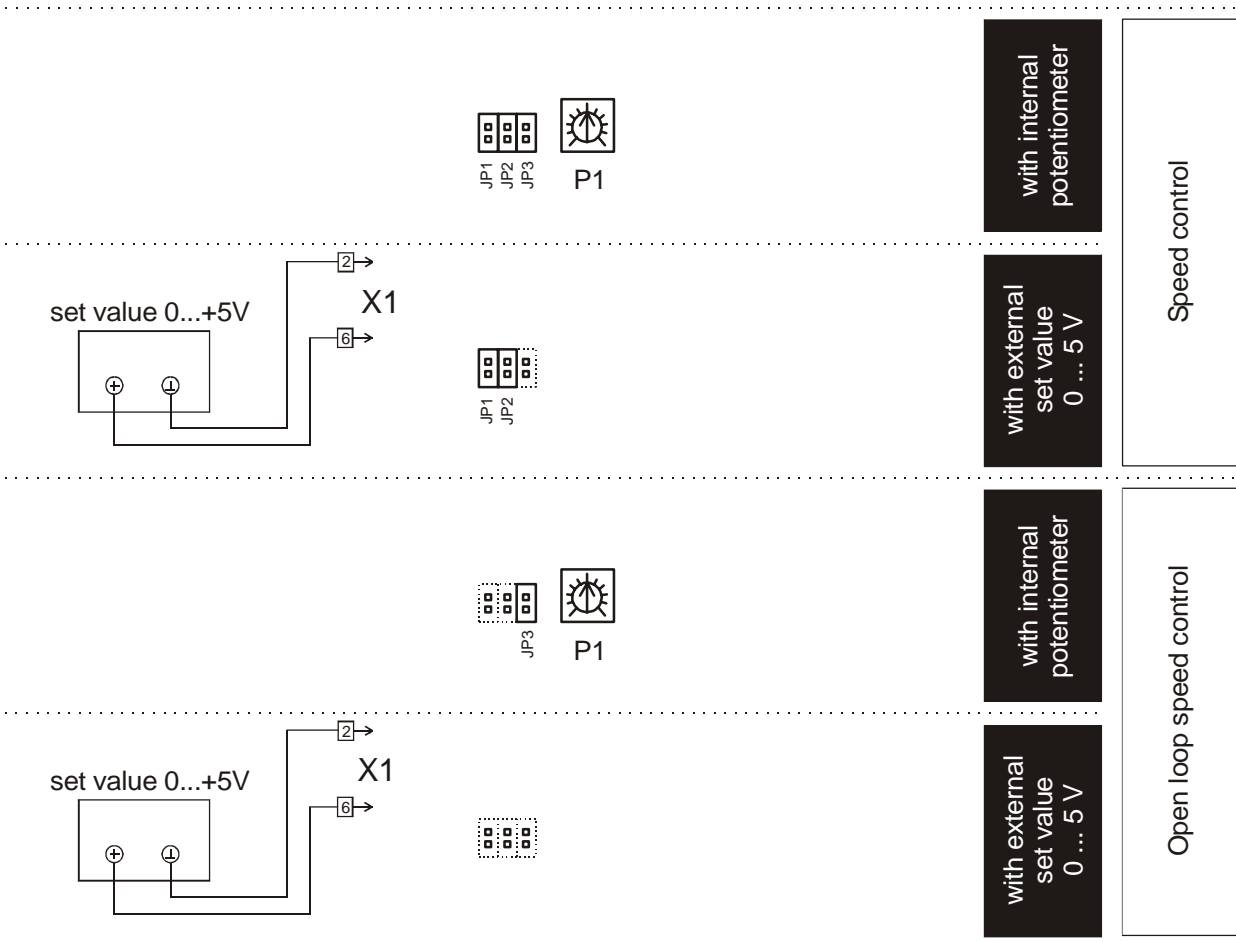 JP1
JP2
JP3
P1
with internal
potentiometer
Speed control
set value 0...+5V
2
X1
6
JP1
JP2
with external
set value
0 ... 5 V
JP3
P1
with internal
potentiometer
Open loop speed control
set value 0...+5V
2
X1
6
with external
set value
0 ... 5 V